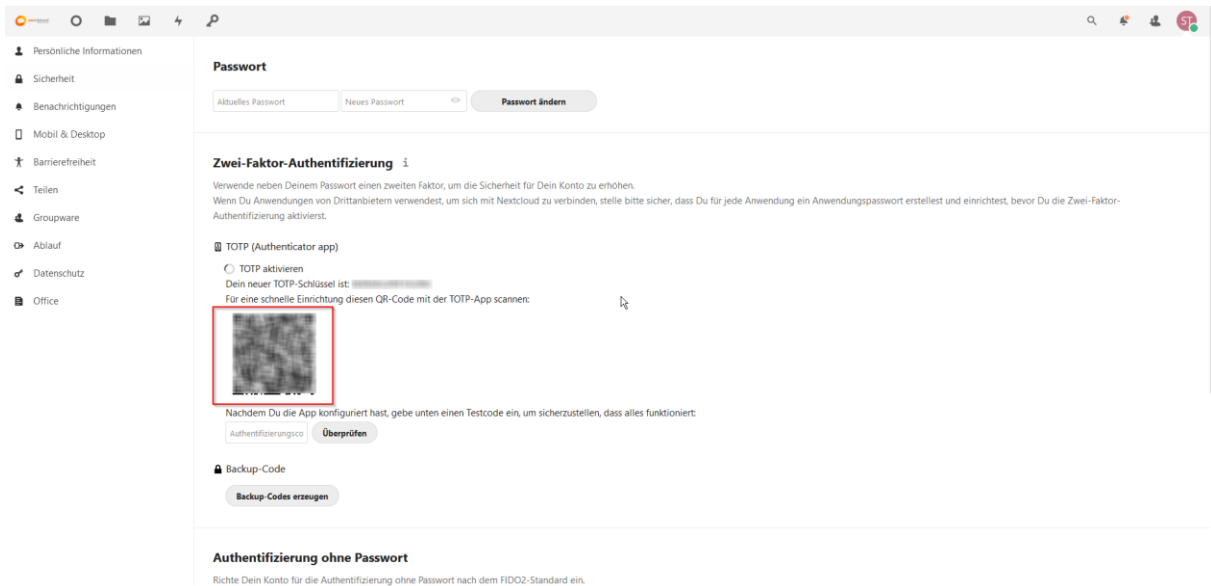 ST
Persönliche Informationen
Sicherheit
Benachrichtigungen
Mobil & Desktop
Barrierefreiheit
Teilen
Groupware
Ablauf
Datenschutz
Office
Passwort
Aktuelles Passwort
Neues Passwort
Passwort ändern
Zwei-Faktor-Authentifizierung i
Verwende neben Deinem Passwort einen zweiten Faktor, um die Sicherheit für Dein Konto zu erhöhen.
Wenn Du Anwendungen von Drittanbietern verwendest, um sich mit Nextcloud zu verbinden, stelle bitte sicher, dass Du für jede Anwendung ein Anwendungspasswort erstellest und einrichtest, bevor Du die Zwei-Faktor-
Authentifizierung aktivierst.
TOTP (Authenticator app)
TOTP aktivieren
Dein neuer TOTP-Schlüssel ist:
Für eine schnelle Einrichtung diesen QR-Code mit der TOTP-App scannen:
Nachdem Du die App konfiguriert hast, gebe unten einen Testcode ein, um sicherzustellen, dass alles funktioniert:
Authentifizierungsco
Überprüfen
Backup-Code
Backup-Codes erzeugen
Authentifizierung ohne Passwort
Richte Dein Konto für die Authentifizierung ohne Passwort nach dem FIDO2-Standard ein.